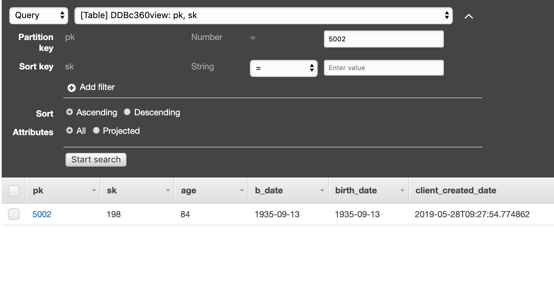 Query [Table] DDBc360view: pk, sk
Partition key pk Number = 5002
Sort key sk String = Enter value
Add filter
Sort Ascending Descending
Attributes All Projected
Start search
pk sk age b_date birth_date client_created_date
5002 198 84 1935-09-13 1935-09-13 2019-05-28T09:27:54.774862